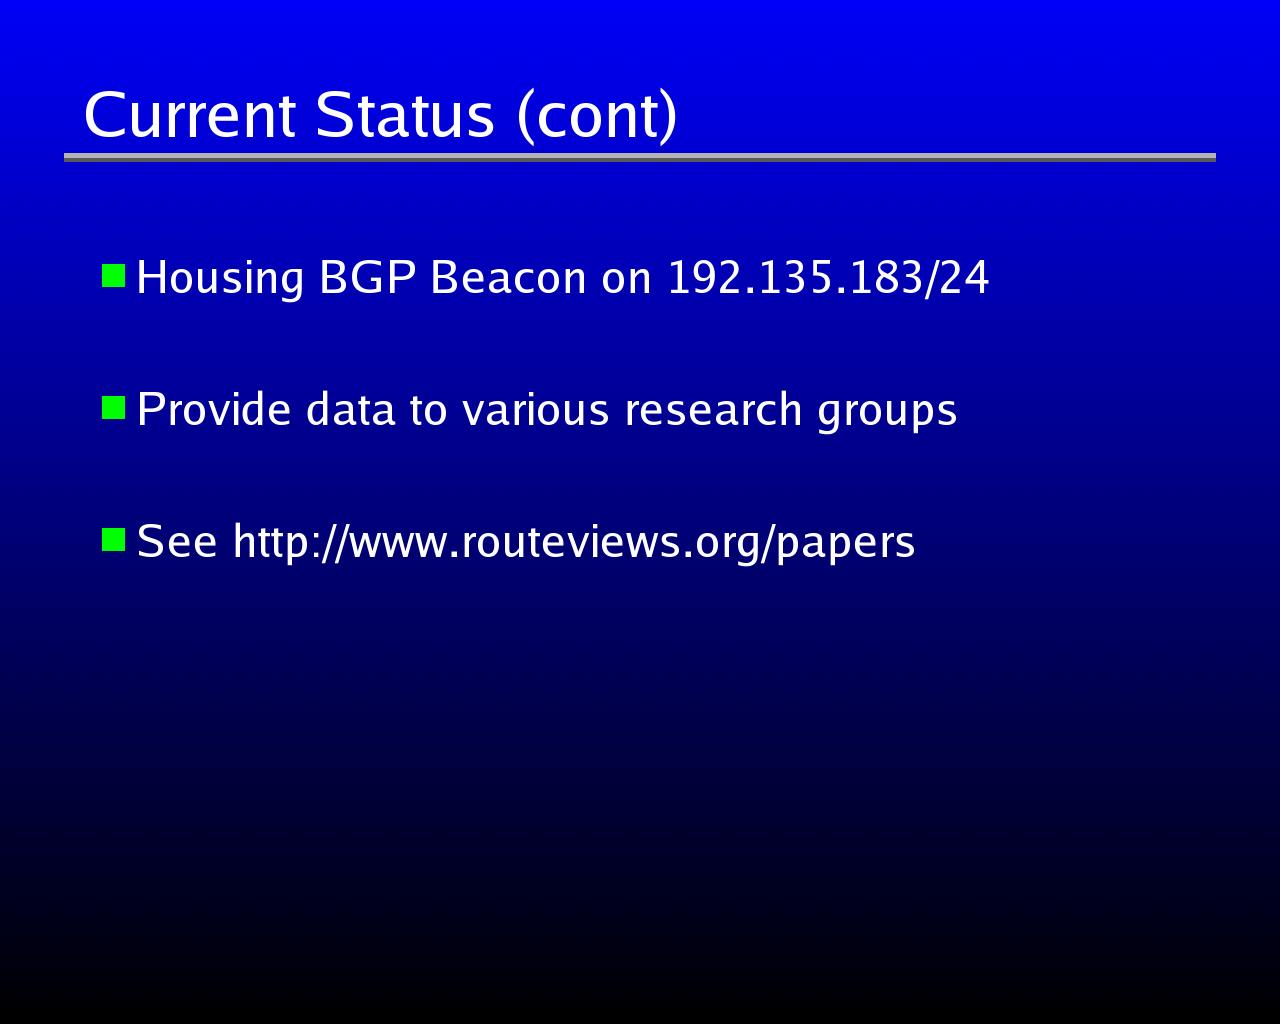 Current Status (cont)
Housing BGP Beacon on 192.135.183/24
Provide data to various research groups
See http://www.routeviews.org/papers